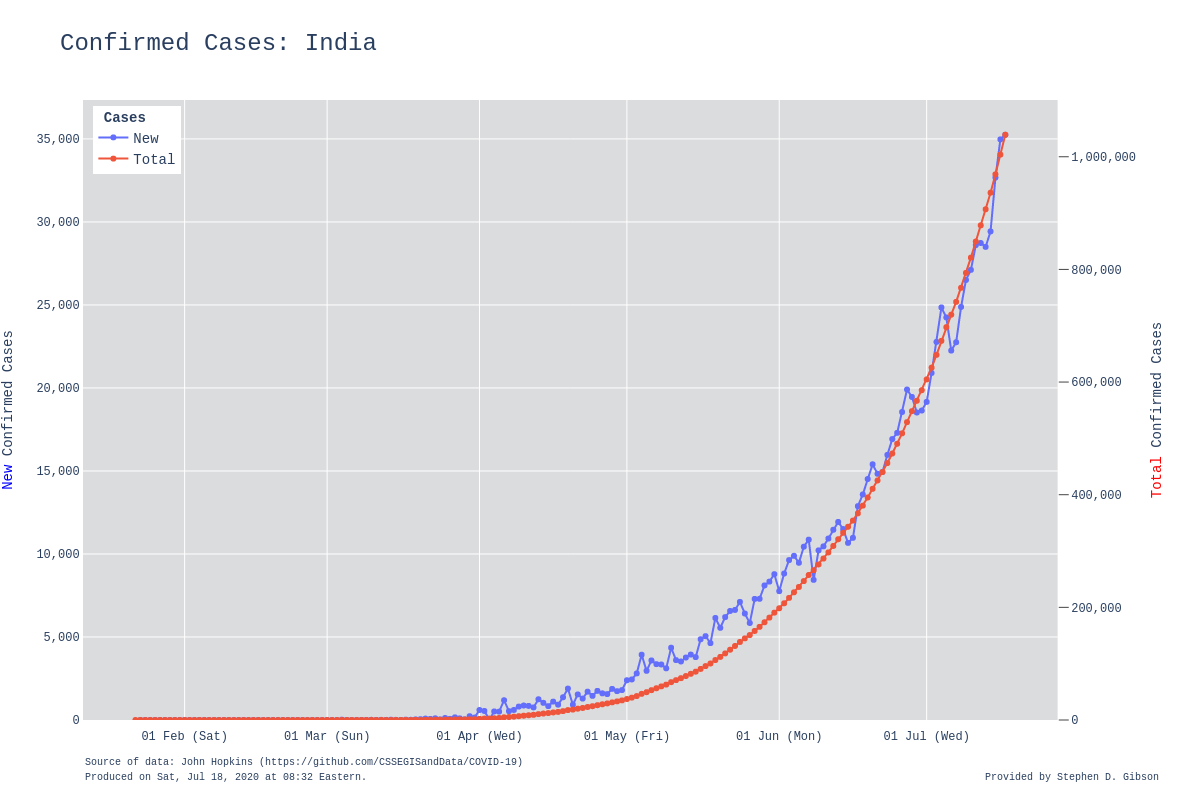 Confirmed Cases: India
Cases
New
Total
35,000
30,000
25,000
20,000
15,000
10,000
5,000
0
New Confirmed Cases
1,000,000
800,000
600,000
400,000
200,000
0
Total Confirmed Cases
01 Feb (Sat)
01 Mar (Sun)
01 Apr (Wed)
01 May (Fri)
01 Jun (Mon)
01 Jul (Wed)
Source of data: John Hopkins (https://github.com/CSSEGISandData/COVID-19)
Produced on Sat, Jul 18, 2020 at 08:32 Eastern.
Provided by Stephen D. Gibson